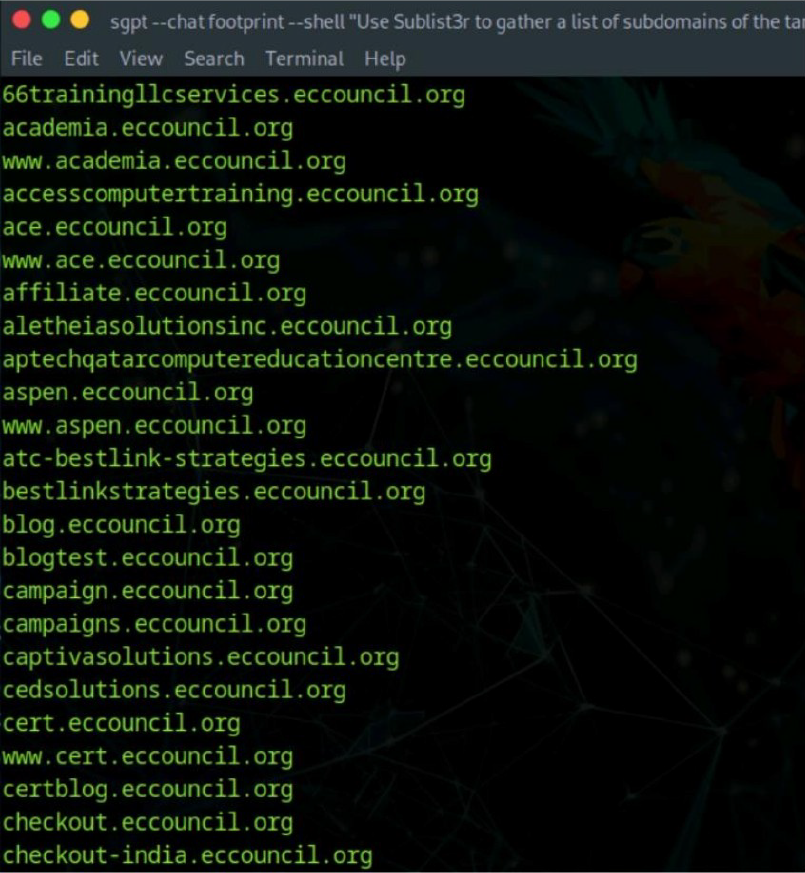 sgpt --chat footprint --shell "Use Sublist3r to gather a list of subdomains of the tar
File Edit View Search Terminal Help
66trainingllcservices.eccouncil.org
academia.eccouncil.org
www.academia.eccouncil.org
accesscomputertraining.eccouncil.org
ace.eccouncil.org
www.ace.eccouncil.org
affiliate.eccouncil.org
aletheiasolutionsinc.eccouncil.org
aptechqatarcomputereducationcentre.eccouncil.org
aspen.eccouncil.org
www.aspen.eccouncil.org
atc-bestlink-strategies.eccouncil.org
bestlinkstrategies.eccouncil.org
blog.eccouncil.org
blogtest.eccouncil.org
campaign.eccouncil.org
campaigns.eccouncil.org
captivasolutions.eccouncil.org
cedsolutions.eccouncil.org
cert.eccouncil.org
www.cert.eccouncil.org
certblog.eccouncil.org
checkout.eccouncil.org
checkout-india.eccouncil.org